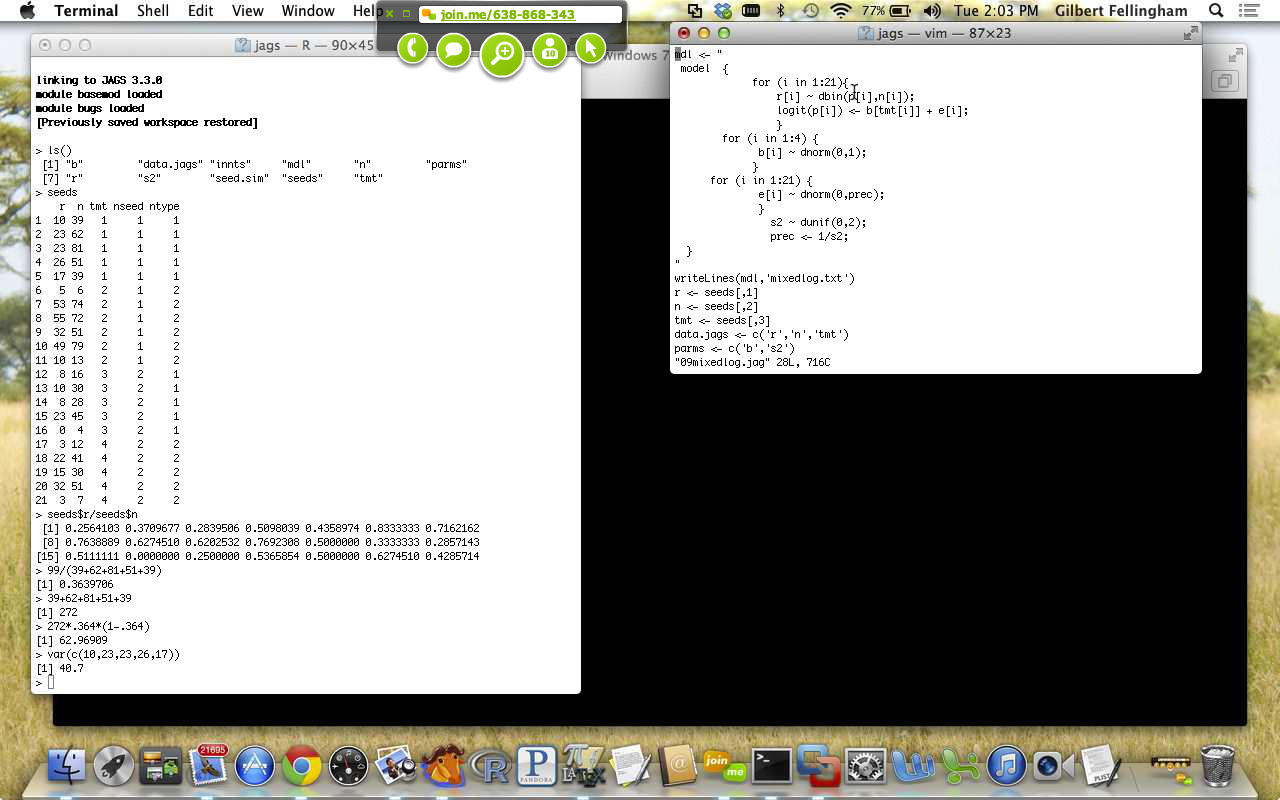 Terminal Shell Edit View Window Help
77% Tue 2:03 PM Gilbert Fellingham
join.me/638-868-343
10
jags — R — 90×45
linking to JAGS 3.3.0
module basemod loaded
module bugs loaded
[Previously saved workspace restored]
> ls()
[1] "b" "data.jags" "innts" "mdl" "n" "parms"
[7] "r" "s2" "seed.sim" "seeds" "tmt"
> seeds
r n tmt nseed ntype
1 10 39 1 1 1
2 23 62 1 1 1
3 23 81 1 1 1
4 26 51 1 1 1
5 17 39 1 1 1
6 5 6 2 1 2
7 53 74 2 1 2
8 55 72 2 1 2
9 32 51 2 1 2
10 49 79 2 1 2
11 10 13 2 1 2
12 8 16 3 2 1
13 10 30 3 2 1
14 8 28 3 2 1
15 23 45 3 2 1
16 0 4 3 2 1
17 3 12 4 2 2
18 22 41 4 2 2
19 15 30 4 2 2
20 32 51 4 2 2
21 3 7 4 2 2
> seeds$r/seeds$n
[1] 0.2564103 0.3709677 0.2839506 0.5098039 0.4358974 0.8333333 0.7162162
[8] 0.7638889 0.6274510 0.6202532 0.7692308 0.5000000 0.3333333 0.2857143
[15] 0.5111111 0.0000000 0.2500000 0.5365854 0.5000000 0.6274510 0.4285714
> 99/(39+62+81+51+39)
[1] 0.3639706
> 39+62+81+51+39
[1] 272
> 272*.364*(1-.364)
[1] 62.96909
> var(c(10,23,23,26,17))
[1] 40.7
>
Windows 7
jags — vim — 87×23
mdl <- "
model {
for (i in 1:21){
r[i] ~ dbin(p[i],n[i]);
logit(p[i]) <- b[tmt[i]] + e[i];
}
for (i in 1:4) {
b[i] ~ dnorm(0,1);
}
for (i in 1:21) {
e[i] ~ dnorm(0,prec);
}
s2 ~ dunif(0,2);
prec <- 1/s2;
}
"
writeLines(mdl,'mixedlog.txt')
r <- seeds[,1]
n <- seeds[,2]
tmt <- seeds[,3]
data.jags <- c('r','n','tmt')
parms <- c('b','s2')
"09mixedlog.jag" 28L, 716C
21695
PANDORA
join me
PLIST